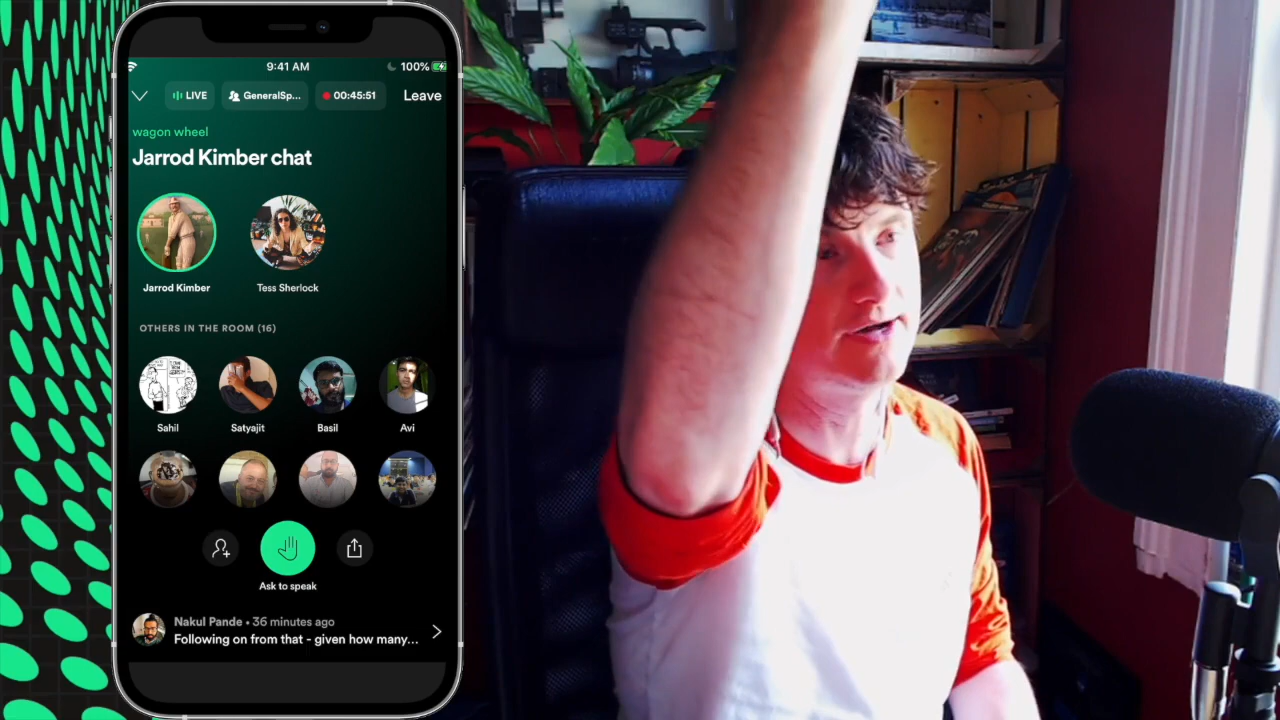 9:41 AM
100%
LIVE
GeneralSp...
00:45:51
Leave
wagon wheel
Jarrod Kimber chat
Jarrod Kimber
Tess Sherlock
OTHERS IN THE ROOM (16)
Sahil
Satyajit
Basil
Avi
Ask to speak
Nakul Pande • 36 minutes ago
Following on from that - given how many...